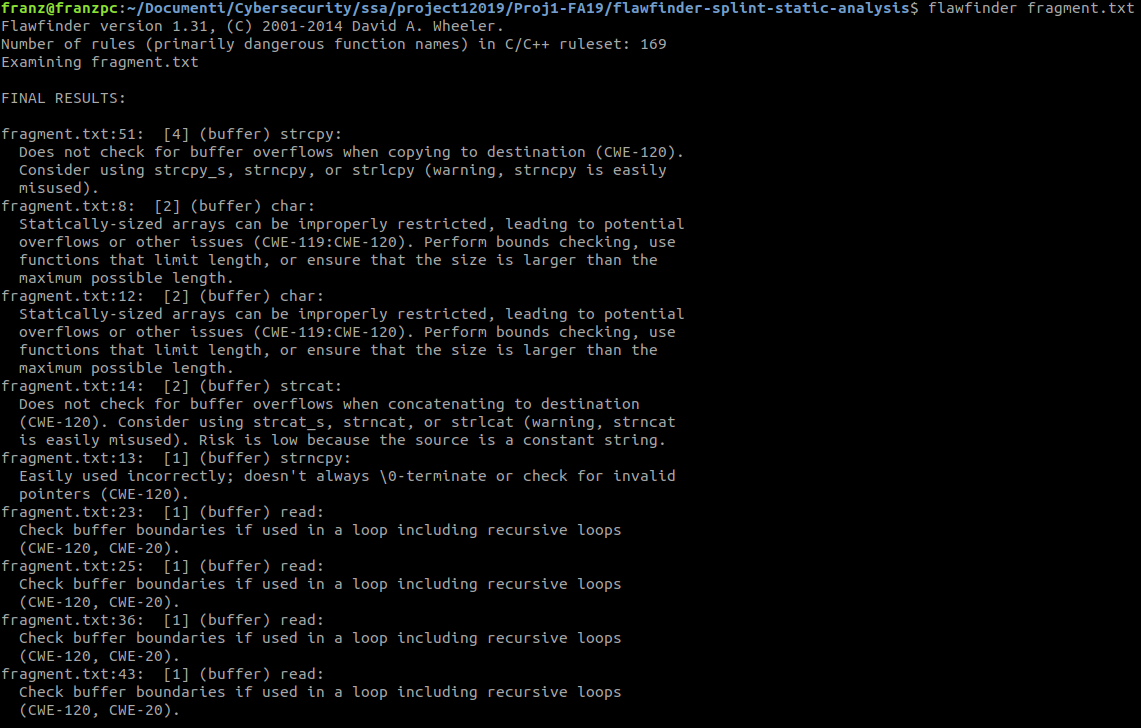 franz@franzpc:~/Documenti/Cybersecurity/ssa/project12019/Proj1-FA19/flawfinder-splint-static-analysis$ flawfinder fragment.txt
Flawfinder version 1.31, (C) 2001-2014 David A. Wheeler.
Number of rules (primarily dangerous function names) in C/C++ ruleset: 169
Examining fragment.txt

FINAL RESULTS:

fragment.txt:51:  [4] (buffer) strcpy:
  Does not check for buffer overflows when copying to destination (CWE-120).
  Consider using strcpy_s, strncpy, or strlcpy (warning, strncpy is easily
  misused).
fragment.txt:8:  [2] (buffer) char:
  Statically-sized arrays can be improperly restricted, leading to potential
  overflows or other issues (CWE-119:CWE-120). Perform bounds checking, use
  functions that limit length, or ensure that the size is larger than the
  maximum possible length.
fragment.txt:12:  [2] (buffer) char:
  Statically-sized arrays can be improperly restricted, leading to potential
  overflows or other issues (CWE-119:CWE-120). Perform bounds checking, use
  functions that limit length, or ensure that the size is larger than the
  maximum possible length.
fragment.txt:14:  [2] (buffer) strcat:
  Does not check for buffer overflows when concatenating to destination
  (CWE-120). Consider using strcat_s, strncat, or strlcat (warning, strncat
  is easily misused). Risk is low because the source is a constant string.
fragment.txt:13:  [1] (buffer) strncpy:
  Easily used incorrectly; doesn't always \0-terminate or check for invalid
  pointers (CWE-120).
fragment.txt:23:  [1] (buffer) read:
  Check buffer boundaries if used in a loop including recursive loops
  (CWE-120, CWE-20).
fragment.txt:25:  [1] (buffer) read:
  Check buffer boundaries if used in a loop including recursive loops
  (CWE-120, CWE-20).
fragment.txt:36:  [1] (buffer) read:
  Check buffer boundaries if used in a loop including recursive loops
  (CWE-120, CWE-20).
fragment.txt:43:  [1] (buffer) read:
  Check buffer boundaries if used in a loop including recursive loops
  (CWE-120, CWE-20).